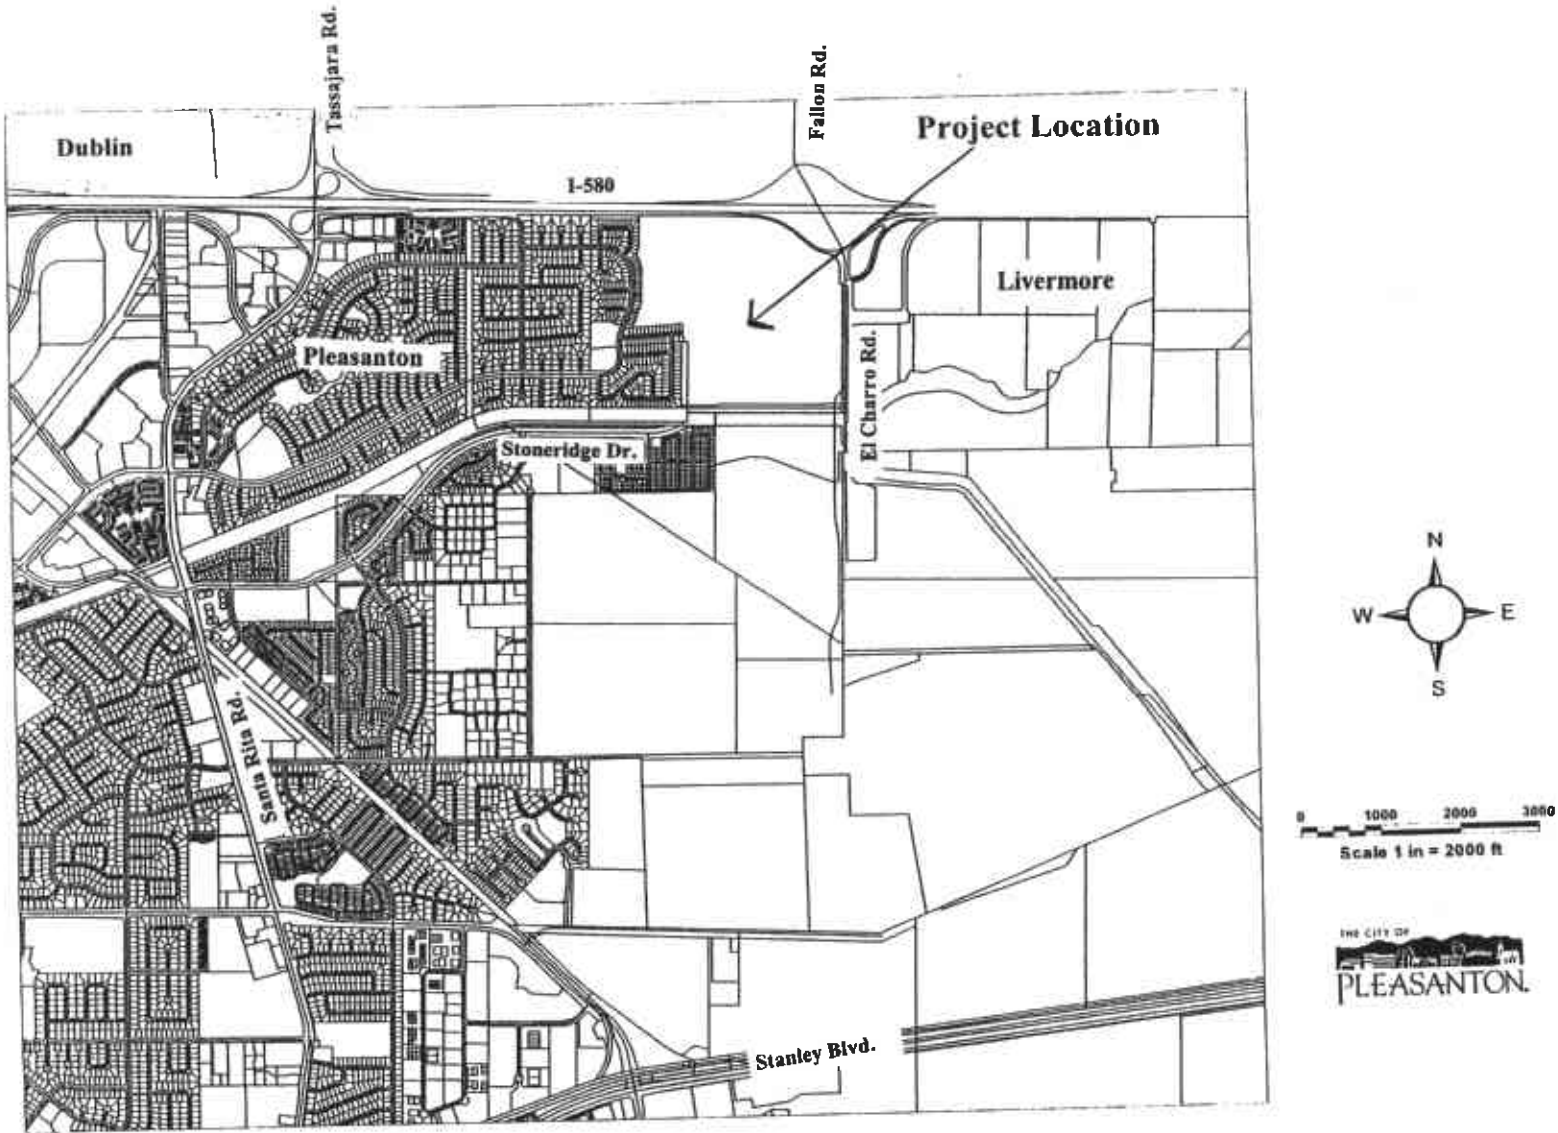 Tassajara Rd.
Fallon Rd.
Project Location
Dublin
I-580
Livermore
Pleasanton
El Charro Rd.
Stoneridge Dr.
Santa Rita Rd.
Stanley Blvd.
N
W
E
S
0 1000 2000 3000
Scale 1 in = 2000 ft
THE CITY OF
PLEASANTON.